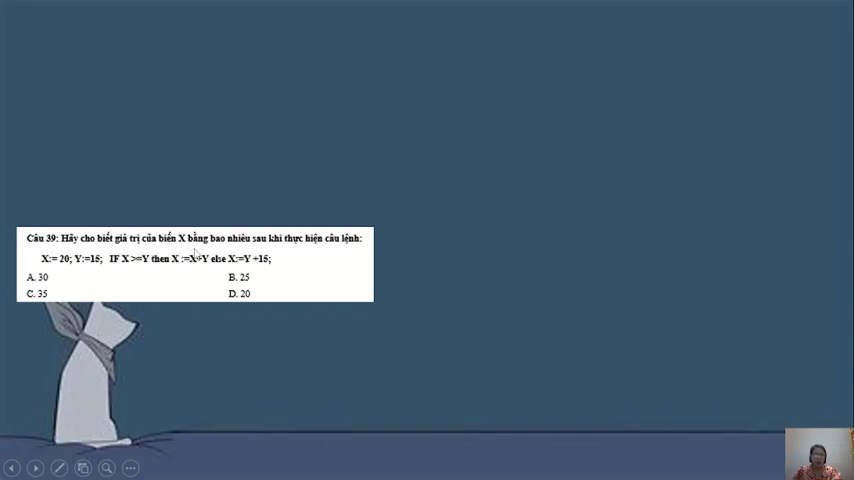 Câu 39: Hãy cho biết giá trị của biến X bằng bao nhiêu sau khi thực hiện câu lệnh:
X:= 20; Y:=15; IF X >=Y then X :=X+Y else X:=Y +15;
A. 30 B. 25
C. 35 D. 20